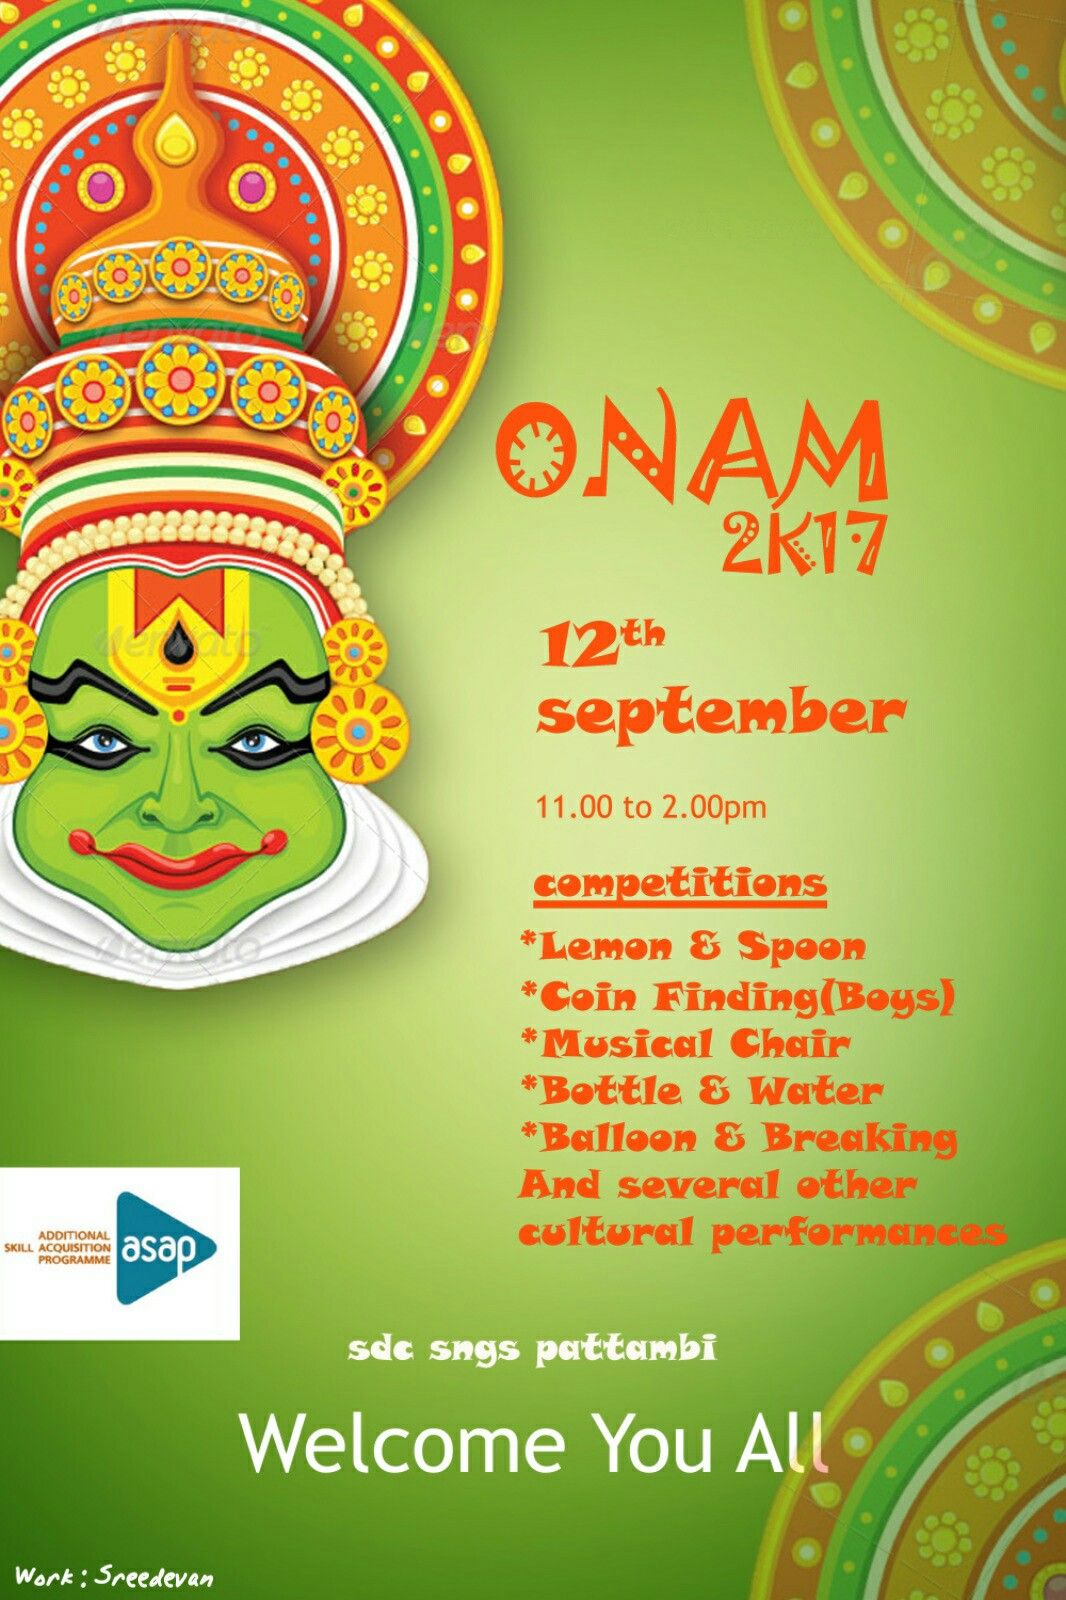 ONAM
2K17
12th
september
11.00 to 2.00pm
competitions
*Lemon & Spoon
*Coin Finding(Boys)
*Musical Chair
*Bottle & Water
*Balloon & Breaking
And several other
cultural performances
ADDITIONAL
SKILL ACQUISITION
PROGRAMME
asap
sdc sngs pattambi
Welcome You All
Work : Sreedevan